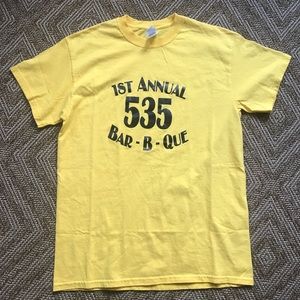 1ST ANNUAL
535
BAR - B - QUE